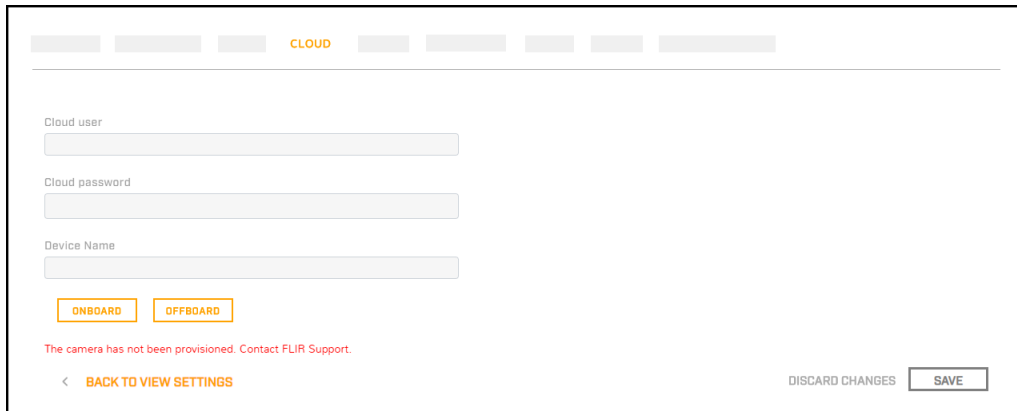 CLOUD
Cloud user
Cloud password
Device Name
ONBOARD OFFBOARD
The camera has not been provisioned. Contact FLIR Support.
< BACK TO VIEW SETTINGS DISCARD CHANGES SAVE